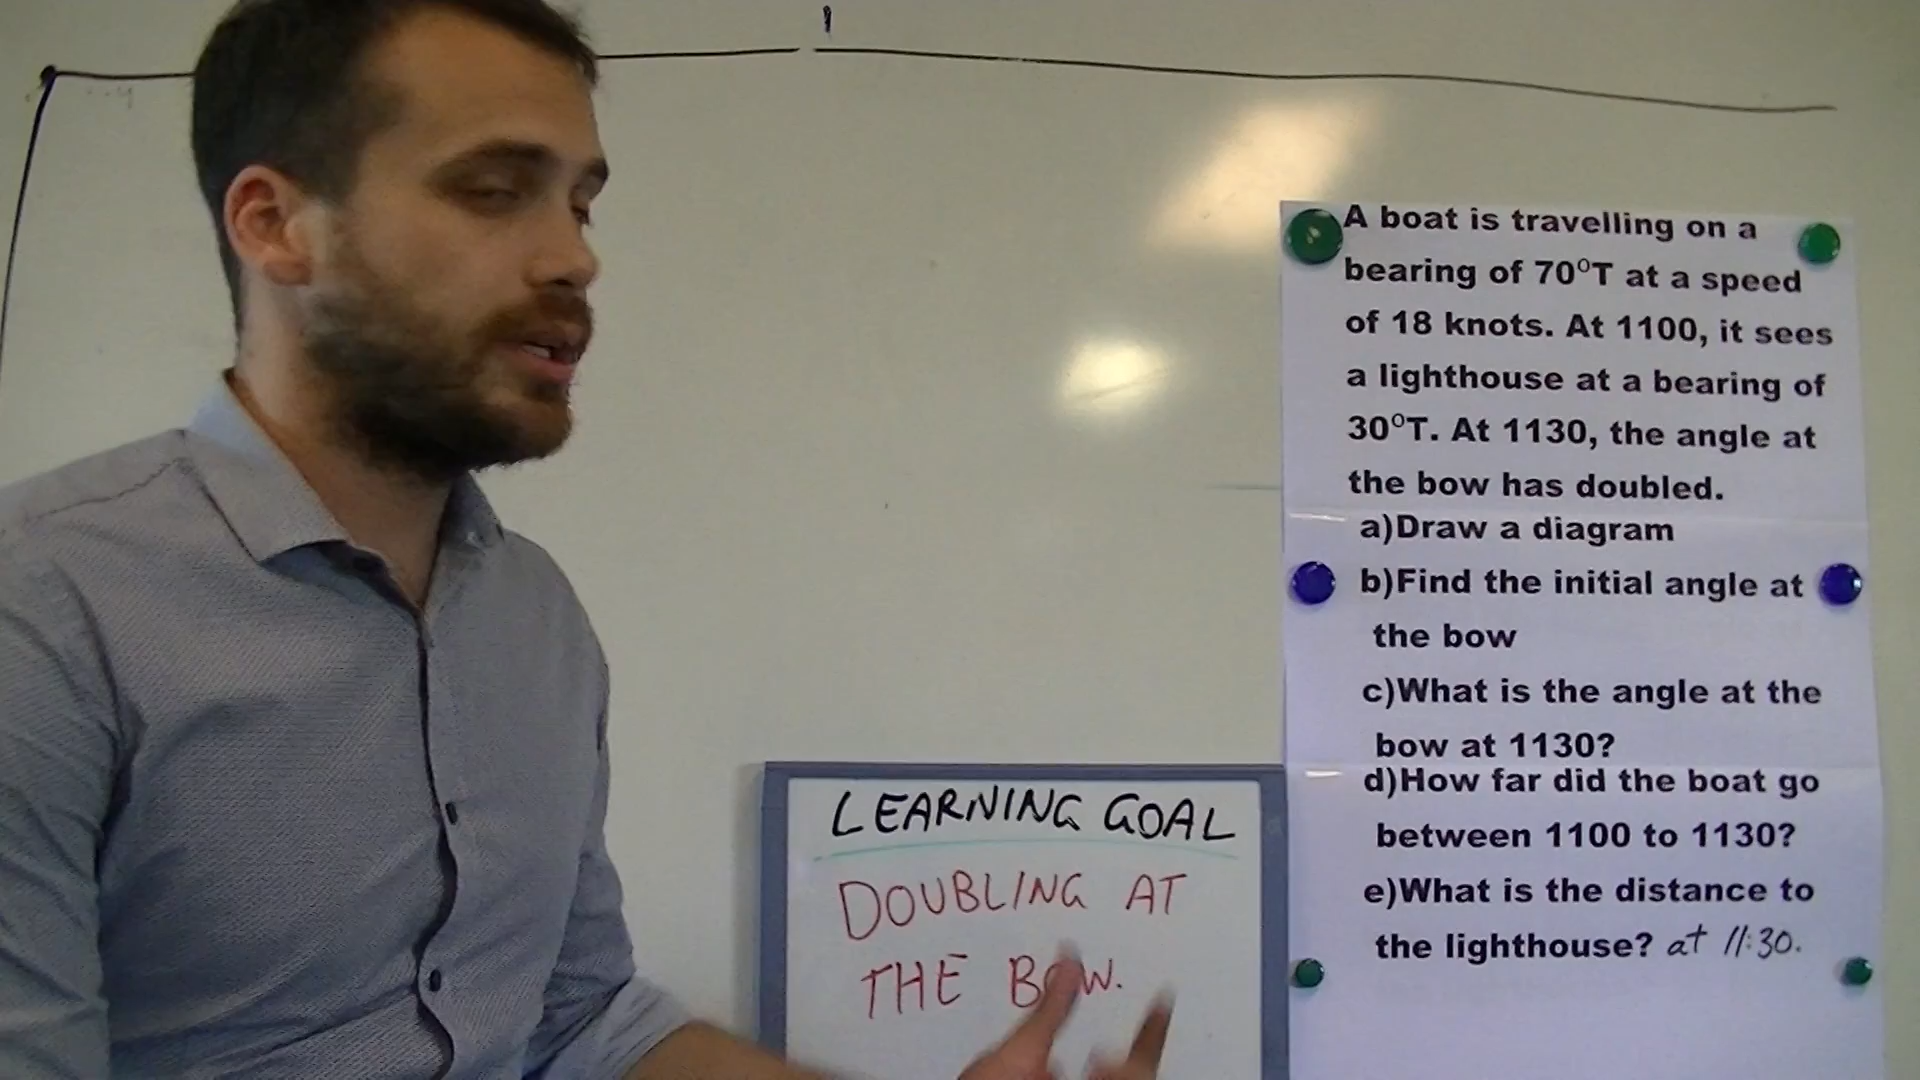 A boat is travelling on a
bearing of 70⁰T at a speed
of 18 knots. At 1100, it sees
a lighthouse at a bearing of
30⁰T. At 1130, the angle at
the bow has doubled.
a)Draw a diagram
b)Find the initial angle at
the bow
c)What is the angle at the
bow at 1130?
d)How far did the boat go
between 1100 to 1130?
e)What is the distance to
the lighthouse? at 11:30.
LEARNING GOAL
DOUBLING AT
THE BOW.